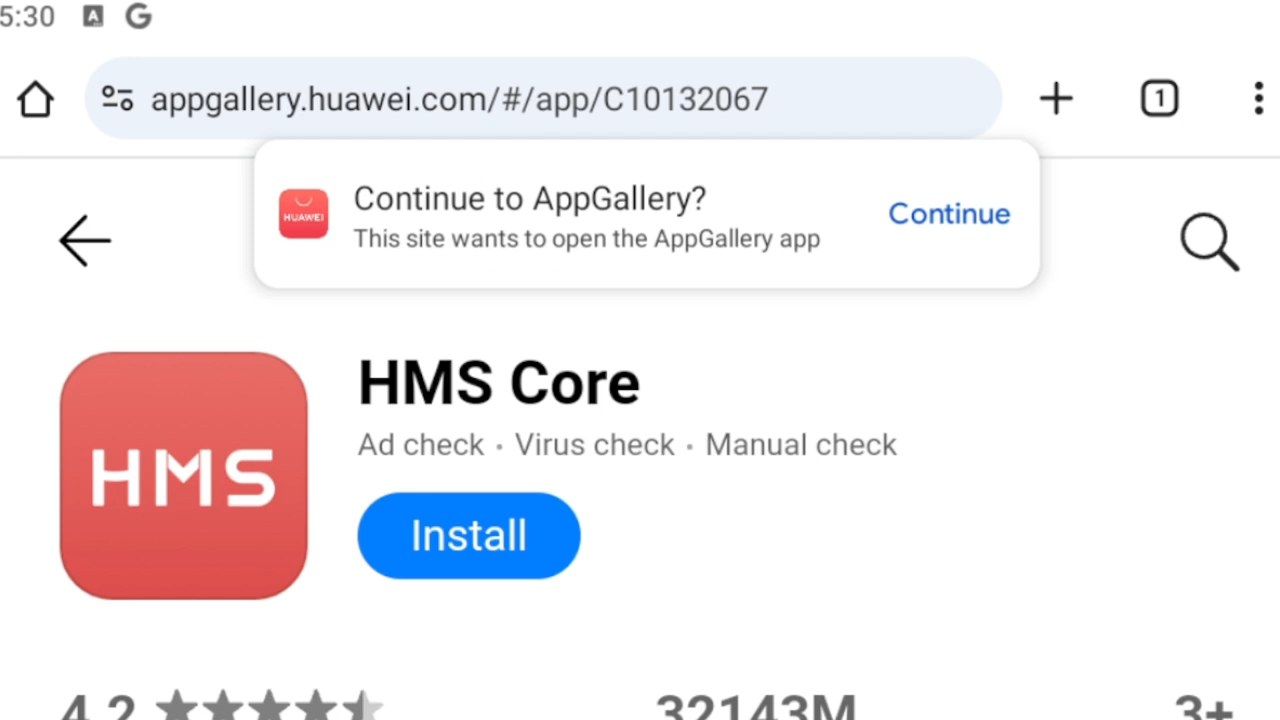 5:30 A G
appgallery.huawei.com/#/app/C10132067
1
Continue to AppGallery?
HUAWEI
This site wants to open the AppGallery app
Continue
HMS
HMS Core
Ad check • Virus check • Manual check
Install
4.2 32143M 3+